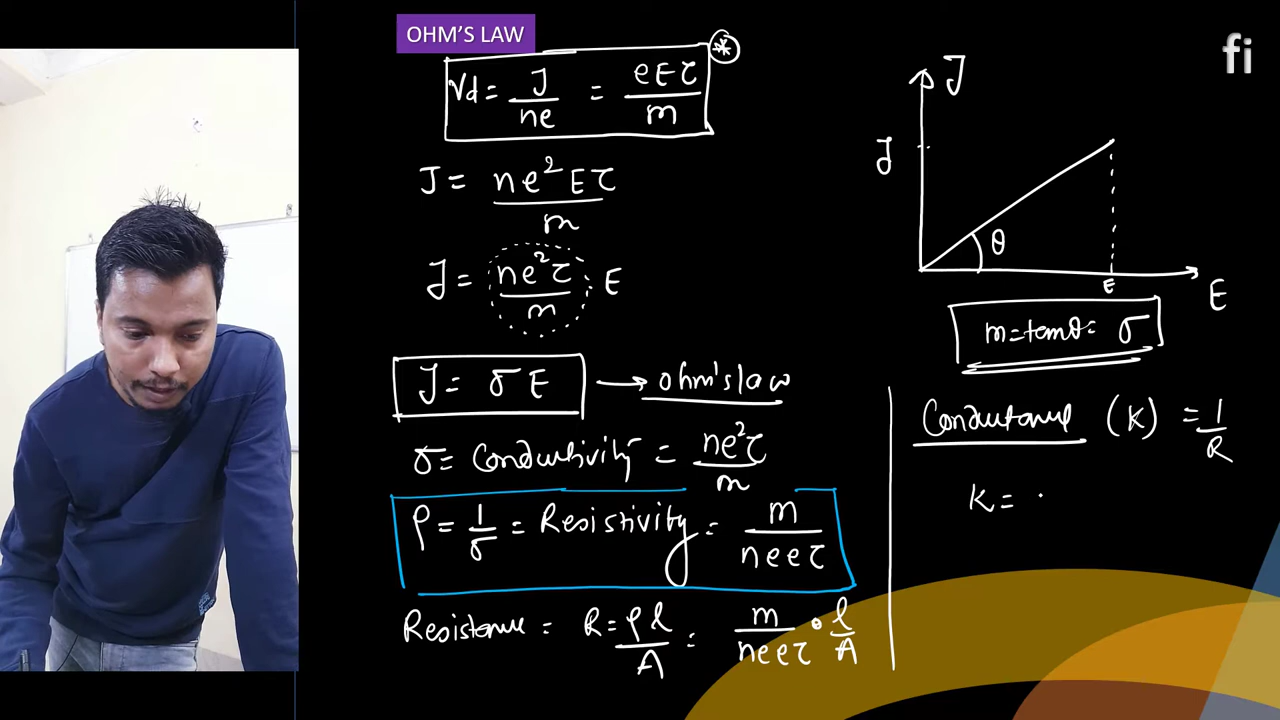 OHM'S LAW
fi
Vd = J/ne = eEτ/m *
J = ne²Eτ/m
J = ne²τ/m E
J = σ E → ohm's law
σ = Conductivity = ne²τ/m
ρ = 1/σ = Resistivity = m/neeτ
Resistance = R = ρl/A = m/neeτ • l/A
J
J
θ
E
E
m = tanθ = σ
Conductance (K) = 1/R
K =